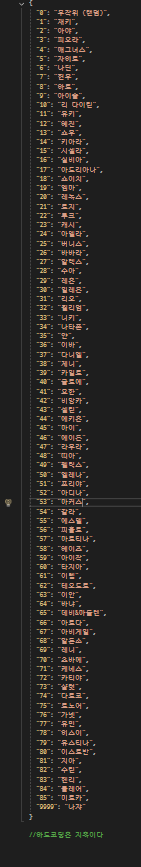 {
"0": "무작위 (랜덤)",
"1": "재키",
"2": "아야",
"3": "피오라",
"4": "매그너스",
"5": "자히르",
"6": "나딘",
"7": "현우",
"8": "하트",
"9": "아이솔",
"10": "리 다이린",
"11": "유키",
"12": "혜진",
"13": "쇼우",
"14": "키아라",
"15": "시셀라",
"16": "실비아",
"17": "아드리아나",
"18": "쇼이치",
"19": "엠마",
"20": "레녹스",
"21": "로지",
"22": "루크",
"23": "캐시",
"24": "아델라",
"25": "버니스",
"26": "바바라",
"27": "알렉스",
"28": "수아",
"29": "레온",
"30": "일레븐",
"31": "리오",
"32": "윌리엄",
"33": "니키",
"34": "나타폰",
"35": "얀",
"36": "이바",
"37": "다니엘",
"38": "제니",
"39": "카밀로",
"40": "클로에",
"41": "요한",
"42": "비앙카",
"43": "셀린",
"44": "에키온",
"45": "마이",
"46": "에이든",
"47": "라우라",
"48": "띠아",
"49": "펠릭스",
"50": "엘레나",
"51": "프리야",
"52": "아디나",
"53": "마커스",
"54": "칼라",
"55": "에스텔",
"56": "피올로",
"57": "마르티나",
"58": "헤이즈",
"59": "아이작",
"60": "타지아",
"61": "이렘",
"62": "테오도르",
"63": "이안",
"64": "바냐",
"65": "데비&마를렌",
"66": "아르다",
"67": "아비게일",
"68": "알론소",
"69": "레니",
"70": "츠바메",
"71": "케네스",
"72": "카티야",
"73": "샬럿",
"74": "다르코",
"75": "르노어",
"76": "가넷",
"77": "유민",
"78": "히스이",
"79": "유스티나",
"80": "이슈트반",
"81": "니아",
"82": "슈린",
"83": "헨리",
"84": "블레어",
"85": "미르카",
"9999": "나쟈",
}
//하드코딩은 지옥이다